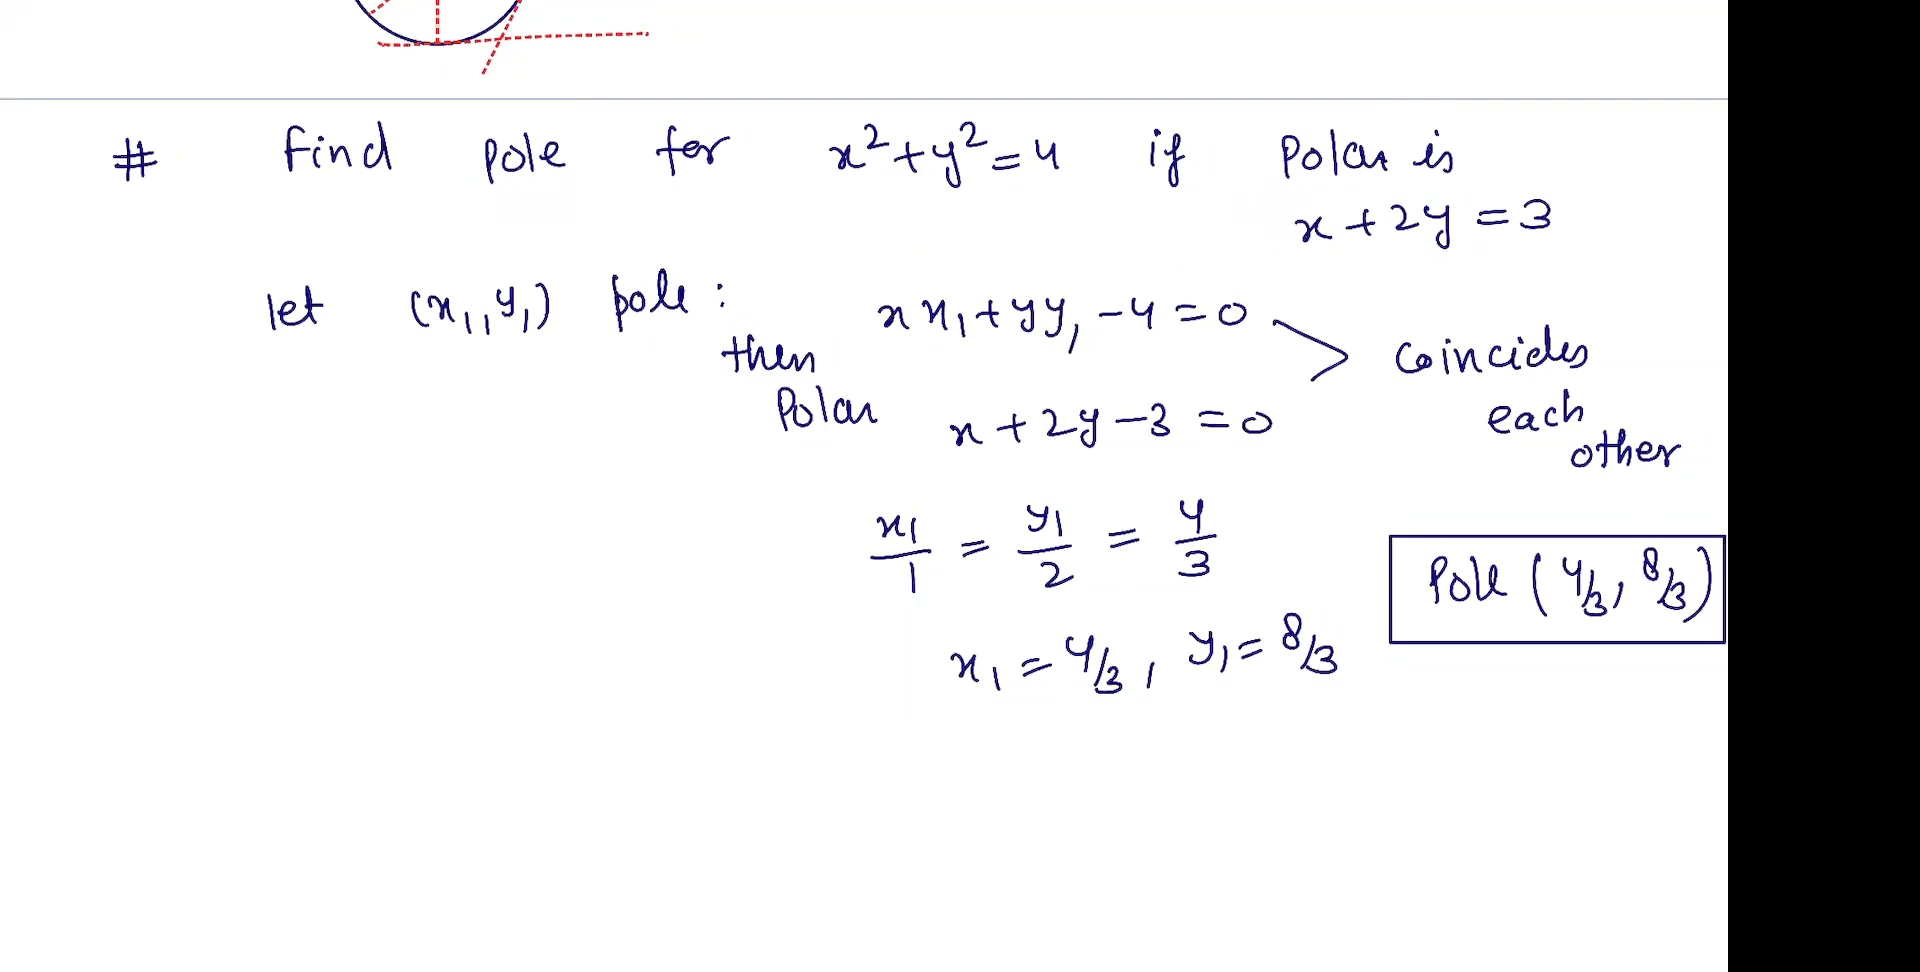 # Find pole for x²+y²=4 if Polar is
x+2y=3
let (x₁,y₁) pole: xx₁+yy₁-4=0
then
Polar x+2y-3=0
coincides
each
other
x₁/1 = y₁/2 = 4/3
Pole (4/3, 8/3)
x₁=4/3, y₁=8/3